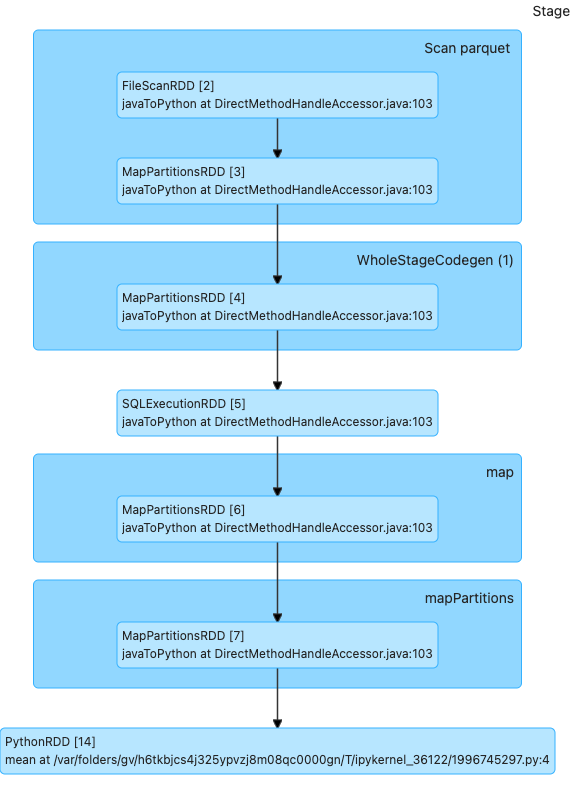 Stage
Scan parquet
FileScanRDD [2]
javaToPython at DirectMethodHandleAccessor.java:103
MapPartitionsRDD [3]
javaToPython at DirectMethodHandleAccessor.java:103
WholeStageCodegen (1)
MapPartitionsRDD [4]
javaToPython at DirectMethodHandleAccessor.java:103
SQLExecutionRDD [5]
javaToPython at DirectMethodHandleAccessor.java:103
map
MapPartitionsRDD [6]
javaToPython at DirectMethodHandleAccessor.java:103
mapPartitions
MapPartitionsRDD [7]
javaToPython at DirectMethodHandleAccessor.java:103
PythonRDD [14]
mean at /var/folders/gv/h6tkbjcs4j325ypvzj8m08qc0000gn/T/ipykernel_36122/1996745297.py:4